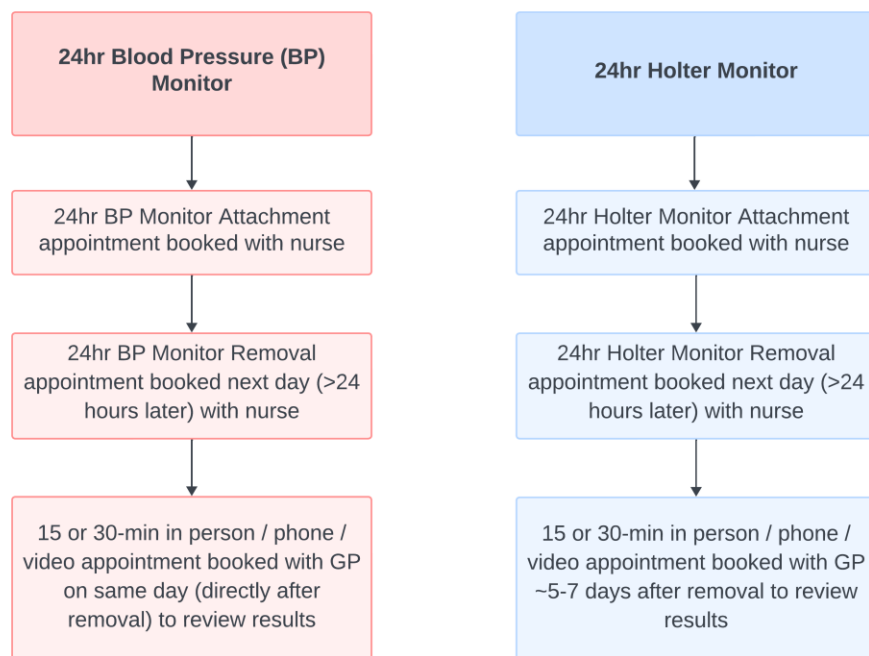 24hr Blood Pressure (BP)
Monitor
24hr BP Monitor Attachment
appointment booked with nurse
24hr BP Monitor Removal
appointment booked next day (>24
hours later) with nurse
15 or 30-min in person / phone /
video appointment booked with GP
on same day (directly after
removal) to review results
24hr Holter Monitor
24hr Holter Monitor Attachment
appointment booked with nurse
24hr Holter Monitor Removal
appointment booked next day (>24
hours later) with nurse
15 or 30-min in person / phone /
video appointment booked with GP
~5-7 days after removal to review
results